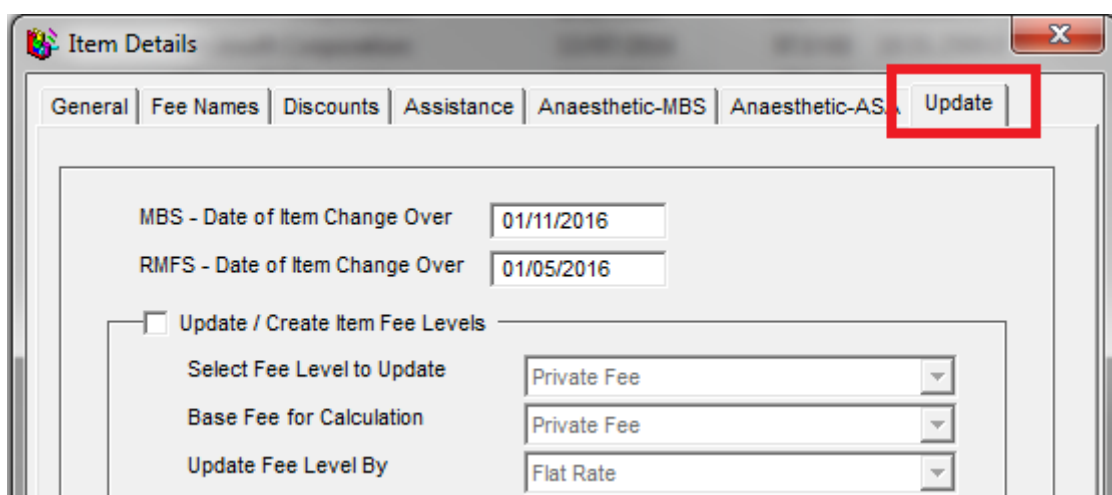 Item Details
General Fee Names Discounts Assistance Anaesthetic-MBS Anaesthetic-ASA Update
MBS - Date of Item Change Over 01/11/2016
RMFS - Date of Item Change Over 01/05/2016
Update / Create Item Fee Levels
Select Fee Level to Update Private Fee
Base Fee for Calculation Private Fee
Update Fee Level By Flat Rate